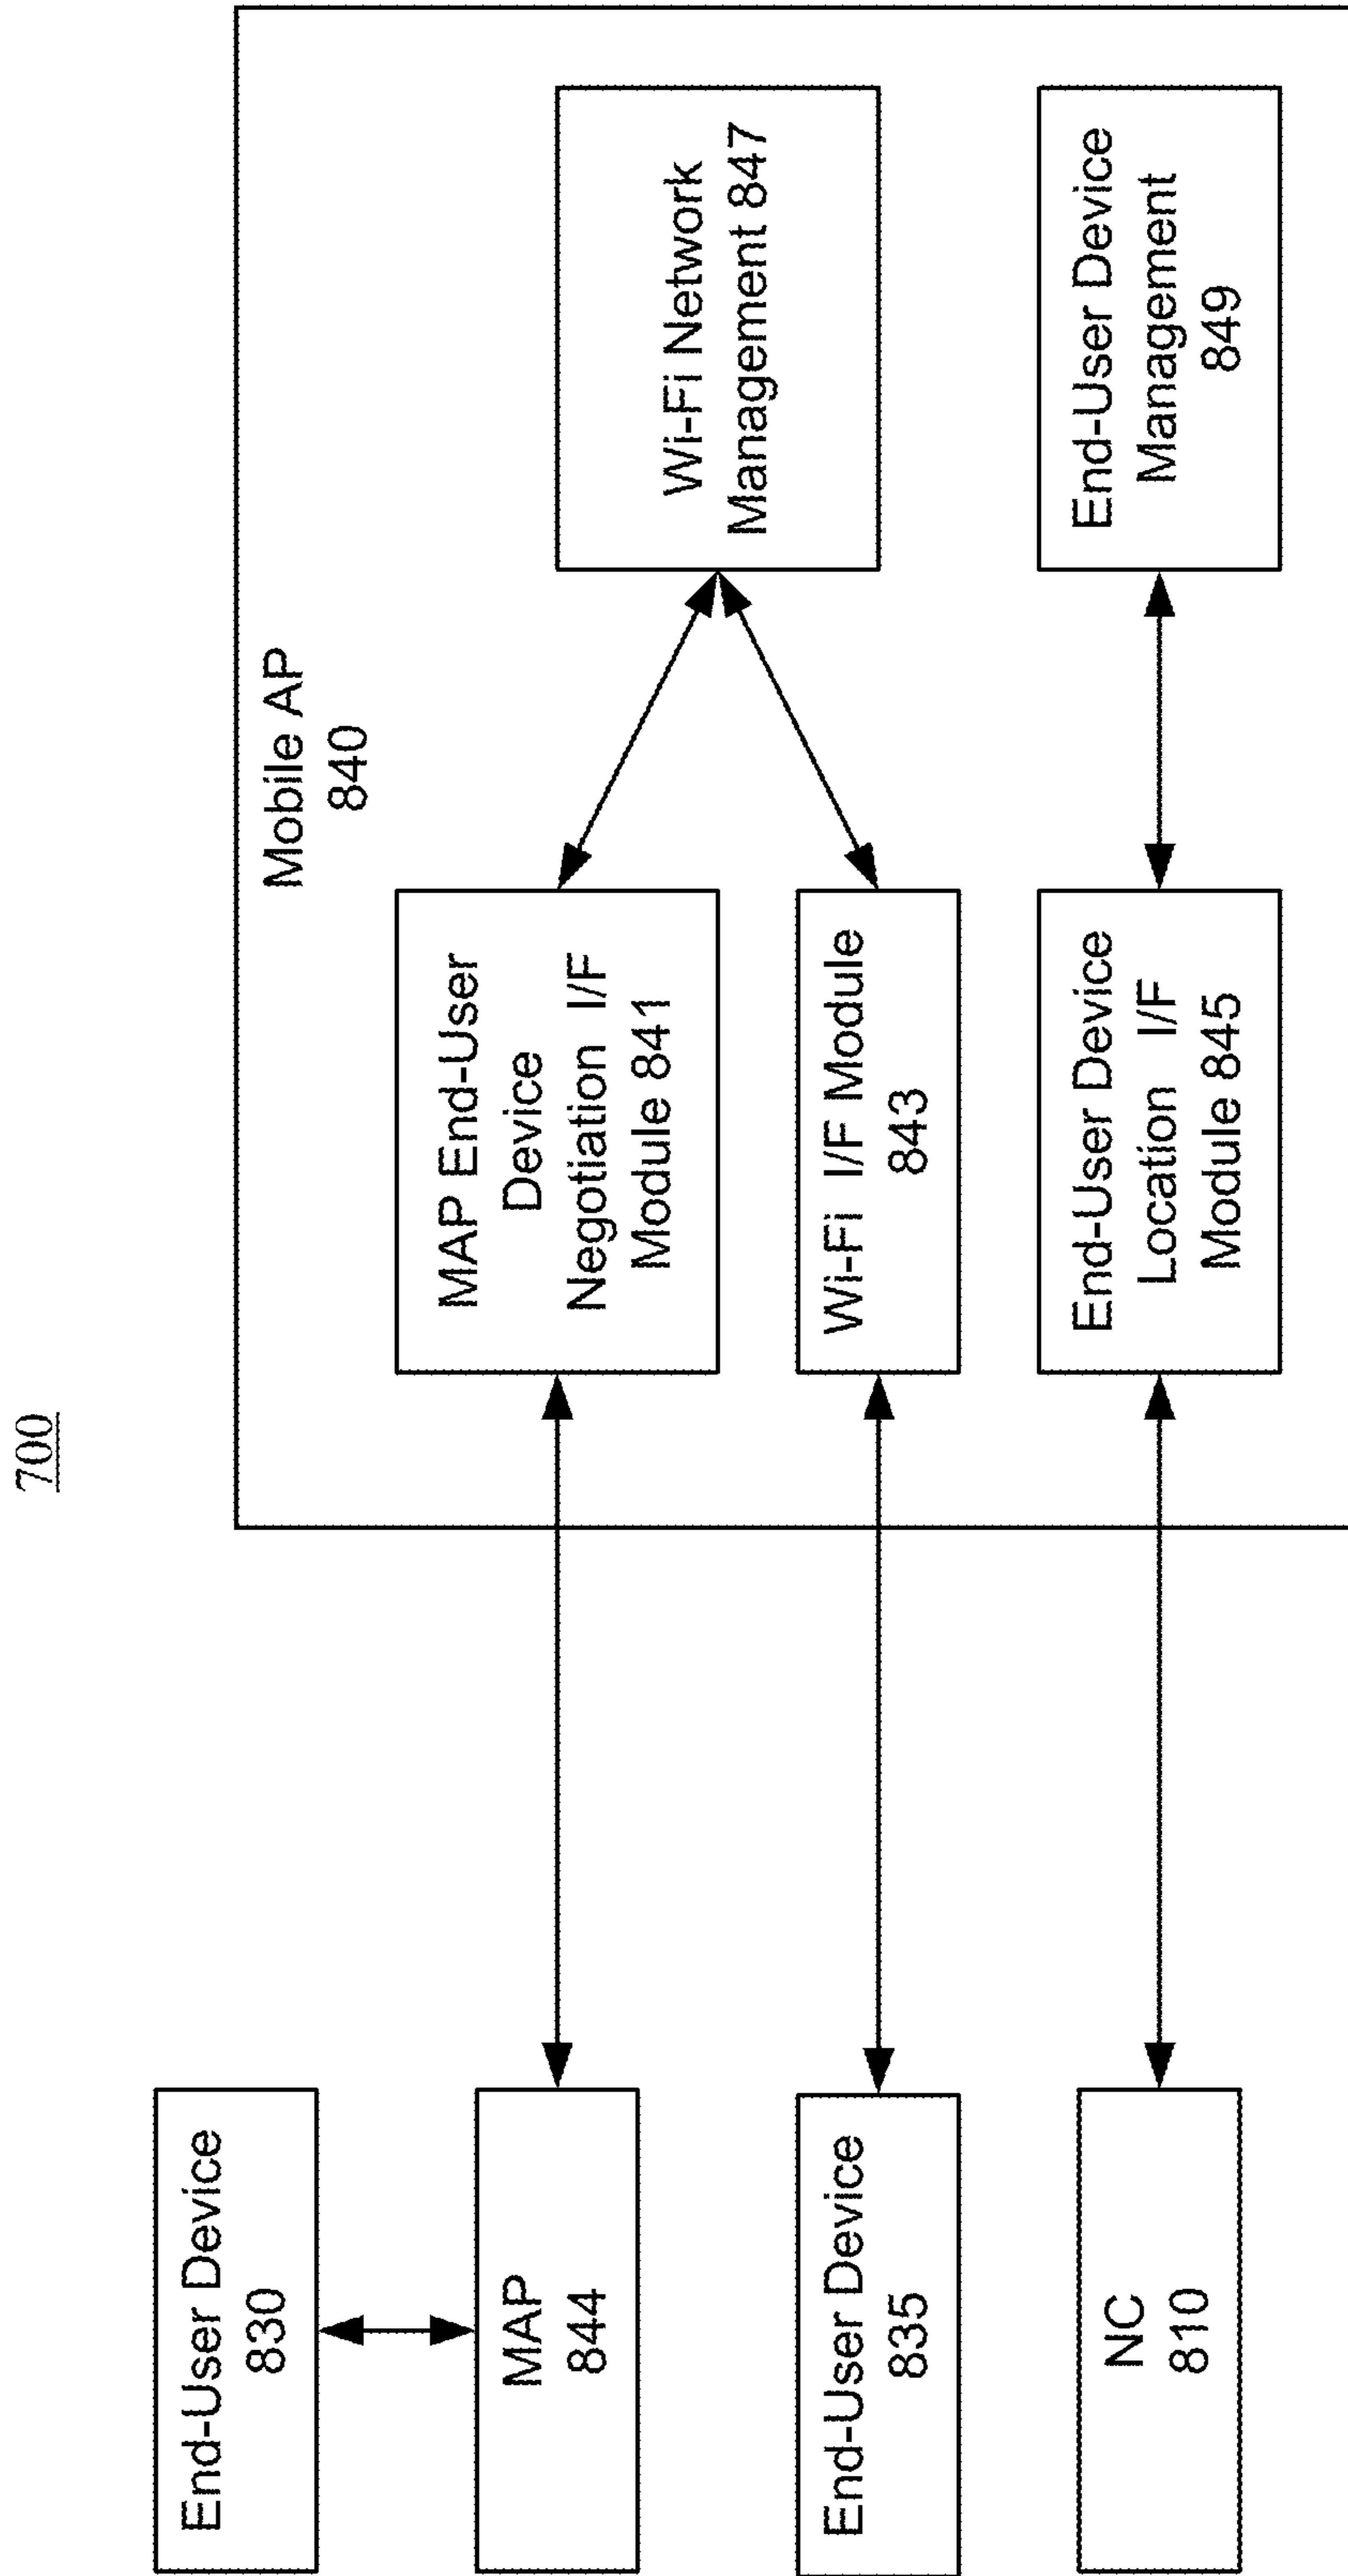 700
End-User Device
830
MAP
844
End-User Device
835
NC
810
Mobile AP
840
MAP End-User
Device
Negotiation I/F
Module 841
Wi-Fi I/F Module
843
End-User Device
Location I/F
Module 845
Wi-Fi Network
Management 847
End-User Device
Management
849